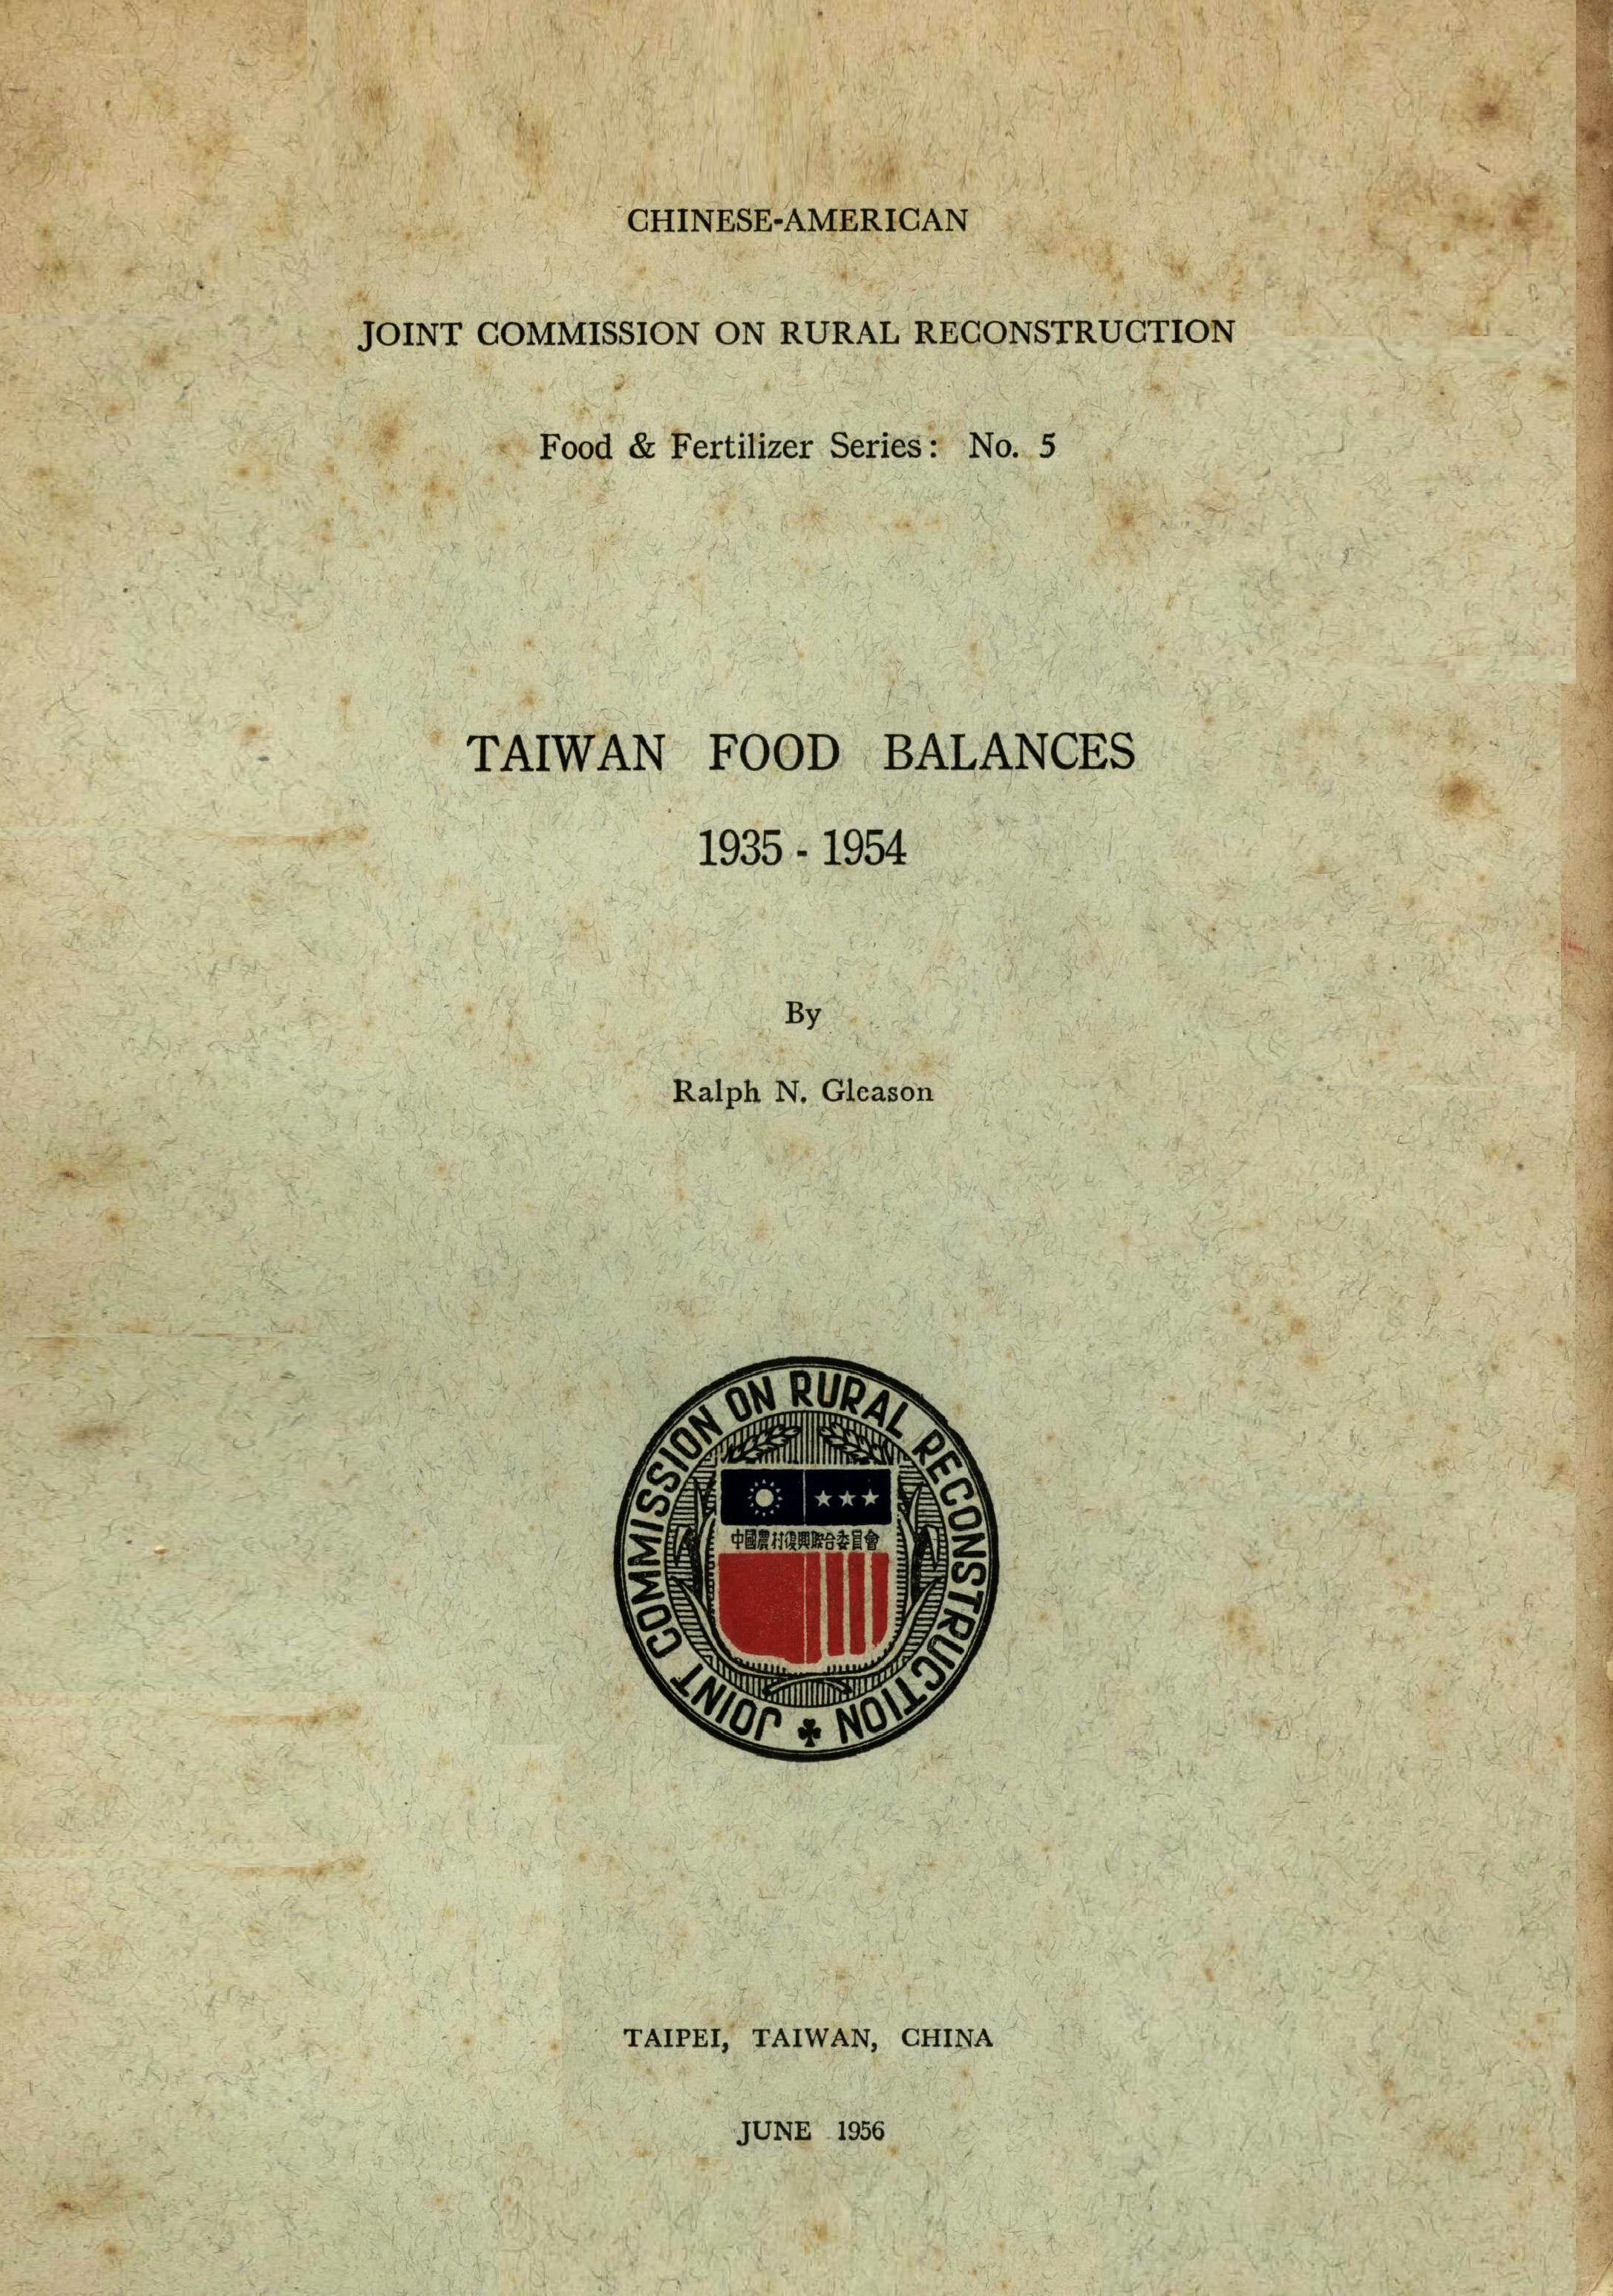 CHINESE-AMERICAN
JOINT COMMISSION ON RURAL RECONSTRUCTION
Food & Fertilizer Series: No. 5
TAIWAN FOOD BALANCES
1935 - 1954
By
Ralph N. Gleason
JOINT COMMISSION ON RURAL RECONSTRUCTION
中國農村復興聯合委員會
TAIPEI, TAIWAN, CHINA
JUNE 1956